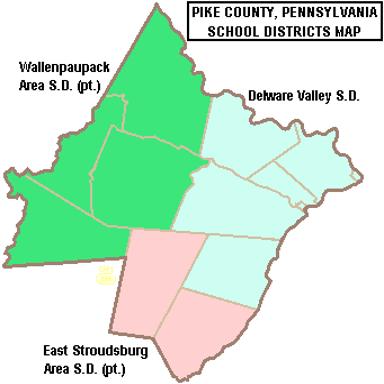 PIKE COUNTY, PENNSYLVANIA
SCHOOL DISTRICTS MAP
Wallenpaupack
Area S.D. (pt.)
Delware Valley S.D.
East Stroudsburg
Area S.D. (pt.)